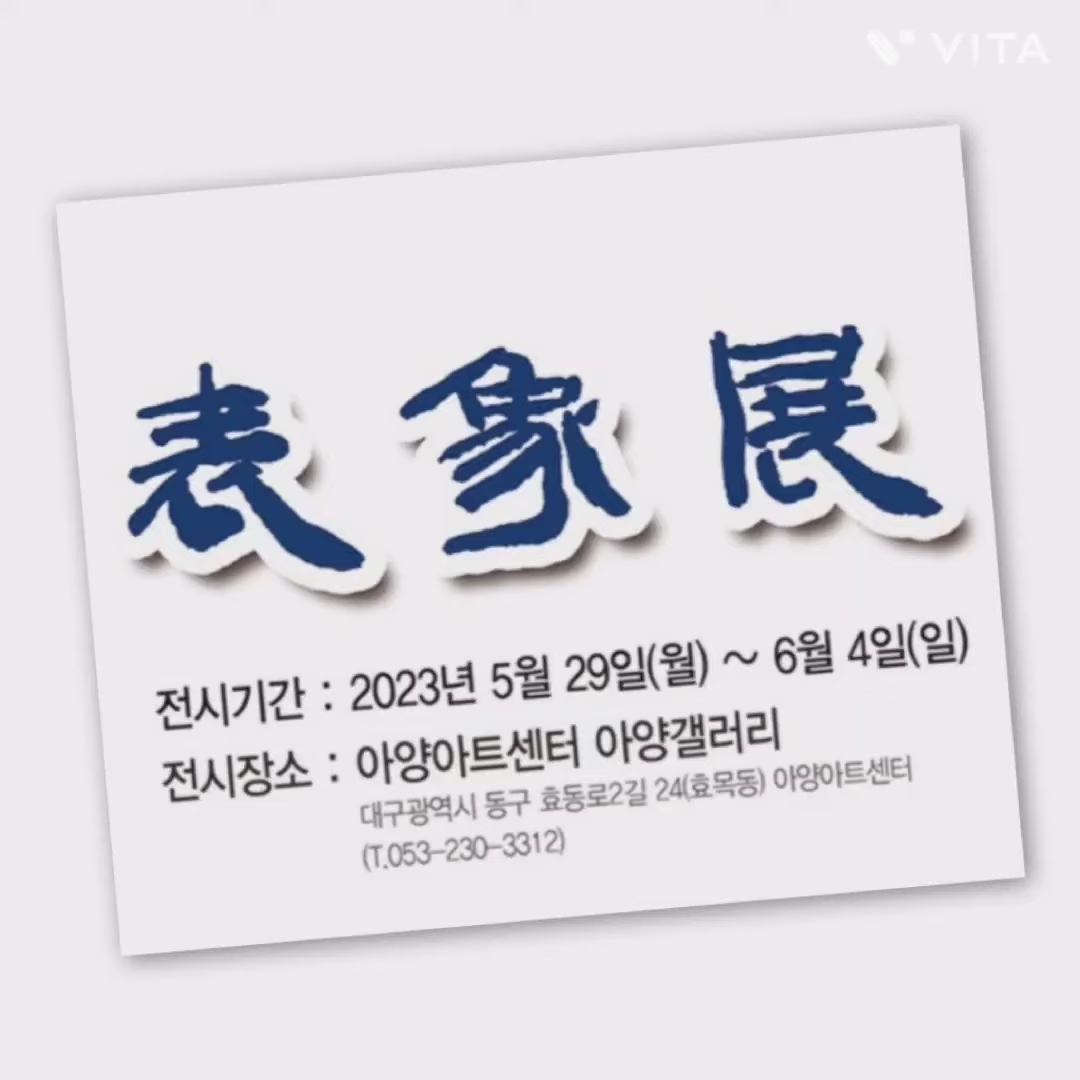 VITA
表象展
전시기간 : 2023년 5월 29일(월) ~ 6월 4일(일)
전시장소 : 아양아트센터 아양갤러리
대구광역시 동구 효동로2길 24(효목동) 아양아트센터
(T.053-230-3312)